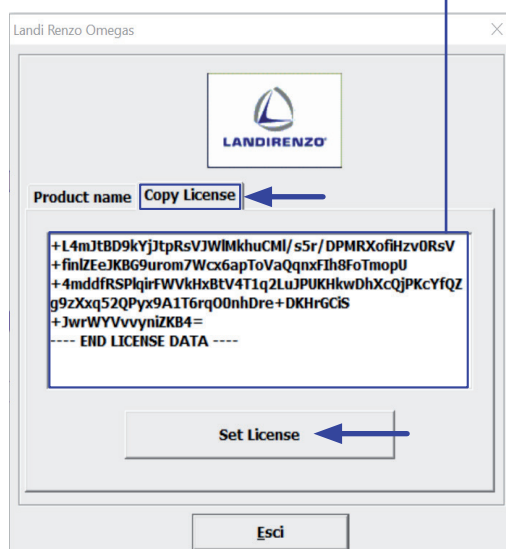 Landi Renzo Omegas
LANDIRENZO
Product name Copy License
+L4mJtBD9kYjJtpRsVJWlMkhuCMl/s5r/DPMRXofiHzv0RsV
+finlZEeJKBG9urom7Wcx6apToVaQqnxFIh8FoTmopU
+4mddfRSPlqirFWVkHxBtV4T1q2LuJPUKHkwDhXcQjPKcYfQZ
g9zXxq52QPyx9A1T6rqO0nhDre+DKHrGCiS
+JwrWYVvvyniZKB4=
---- END LICENSE DATA ----
Set License
Esci